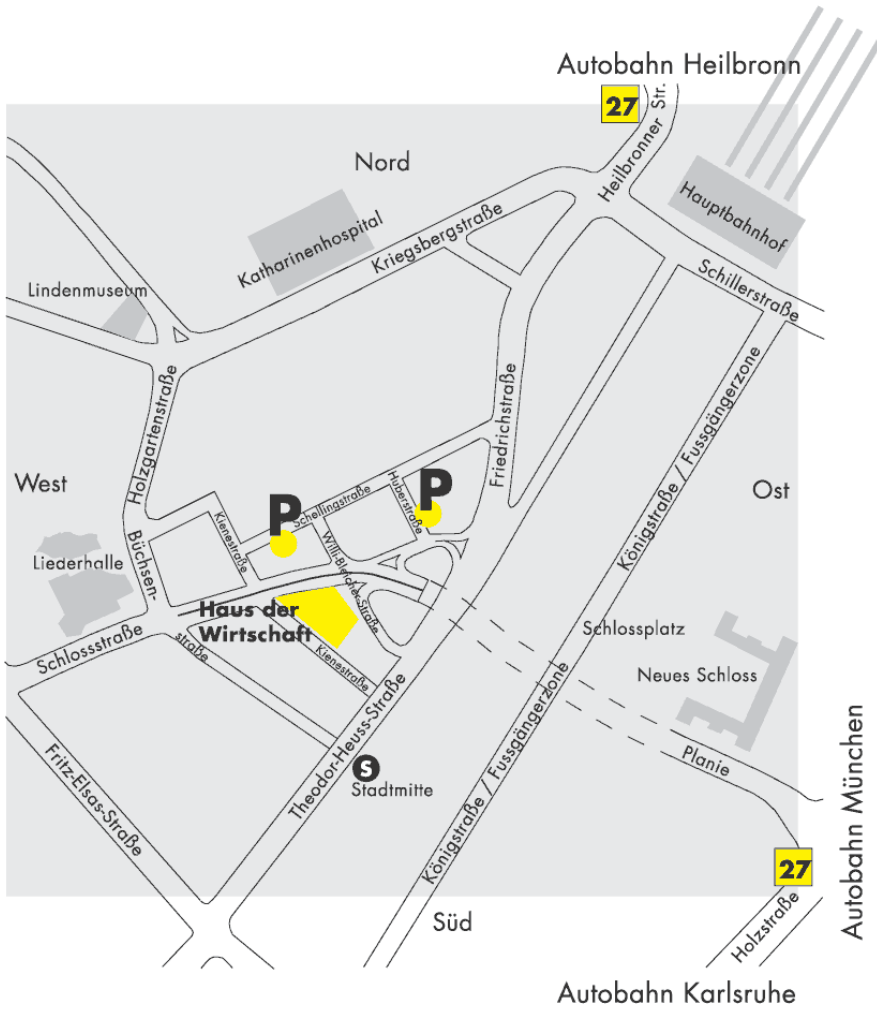 Autobahn Heilbronn
27
Heilbronner Str.
Nord
Hauptbahnhof
Katharinenhospital
Kriegsbergstraße
Schillerstraße
Lindenmuseum
Holzgartenstraße
Friedrichstraße
Königstraße / Fussgängerzone
West
Ost
P
P
Schellingstraße
Huberstraße
Kienestraße
Büchsen-
straße
Willi-Bleicher-Straße
Liederhalle
Haus der
Wirtschaft
Schlossstraße
Kienestraße
Schlossplatz
Neues Schloss
Theodor-Heuss-Straße
Königstraße / Fussgängerzone
Planie
S
Stadtmitte
Fritz-Elsas-Straße
Autobahn München
27
Holzstraße
Süd
Autobahn Karlsruhe